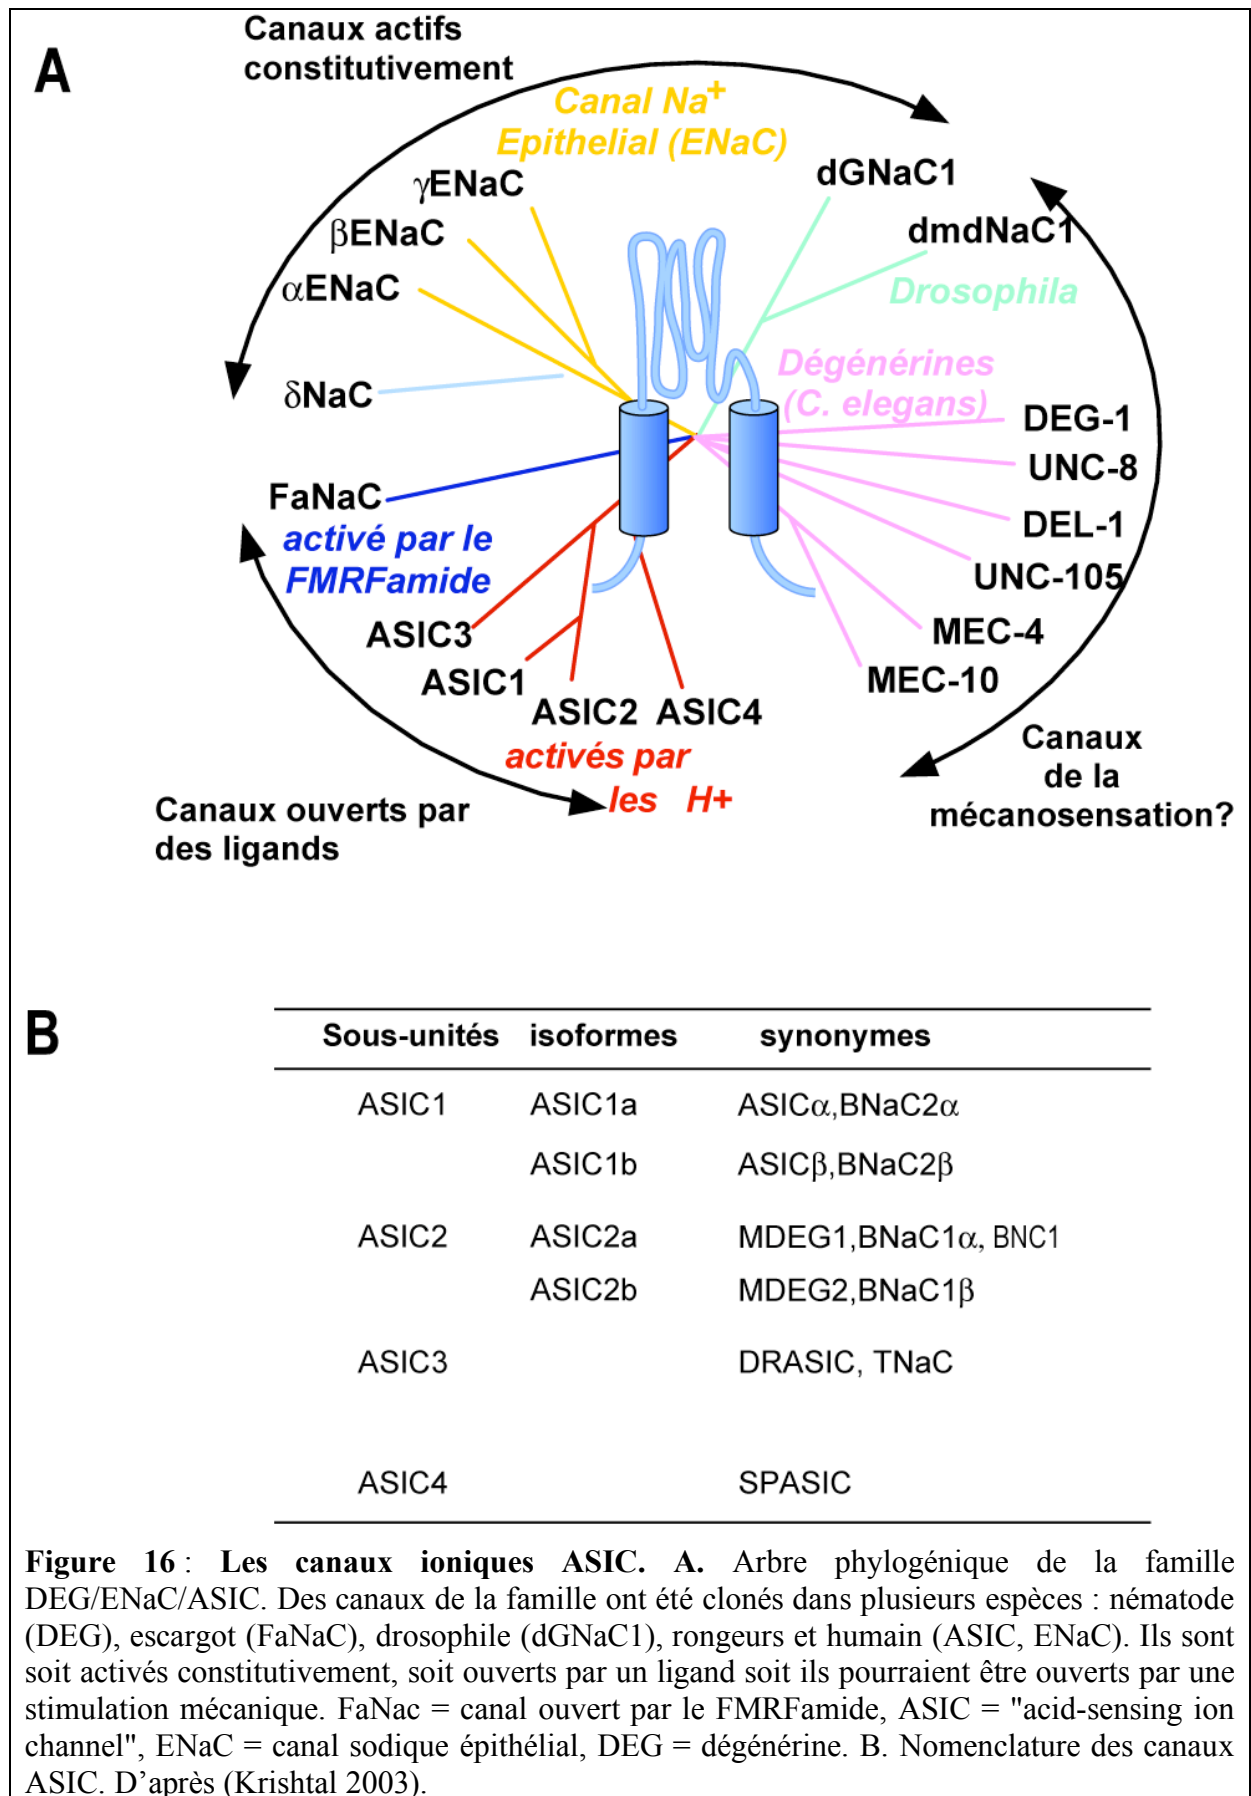 A
Canaux actifs
constitutivement
Canal Na+
Epithelial (ENaC)
γENaC
βENaC
αENaC
δNaC
FaNaC
activé par le
FMRFamide
ASIC3
ASIC1
ASIC2 ASIC4
activés par
les H+
Canaux ouverts par
des ligands
dGNaC1
dmdNaC1
Drosophila
Dégénérines
(C. elegans)
DEG-1
UNC-8
DEL-1
UNC-105
MEC-4
MEC-10
Canaux
de la
mécanosensation?
B
Sous-unités isoformes synonymes
ASIC1 ASIC1a ASICα,BNaC2α
ASIC1b ASICβ,BNaC2β
ASIC2 ASIC2a MDEG1,BNaC1α, BNC1
ASIC2b MDEG2,BNaC1β
ASIC3 DRASIC, TNaC
ASIC4 SPASIC
Figure 16 : Les canaux ioniques ASIC. A. Arbre phylogénique de la famille
DEG/ENaC/ASIC. Des canaux de la famille ont été clonés dans plusieurs espèces : nématode
(DEG), escargot (FaNaC), drosophile (dGNaC1), rongeurs et humain (ASIC, ENaC). Ils sont
soit activés constitutivement, soit ouverts par un ligand soit ils pourraient être ouverts par une
stimulation mécanique. FaNac = canal ouvert par le FMRFamide, ASIC = "acid-sensing ion
channel", ENaC = canal sodique épithélial, DEG = dégénérine. B. Nomenclature des canaux
ASIC. D'après (Krishtal 2003).